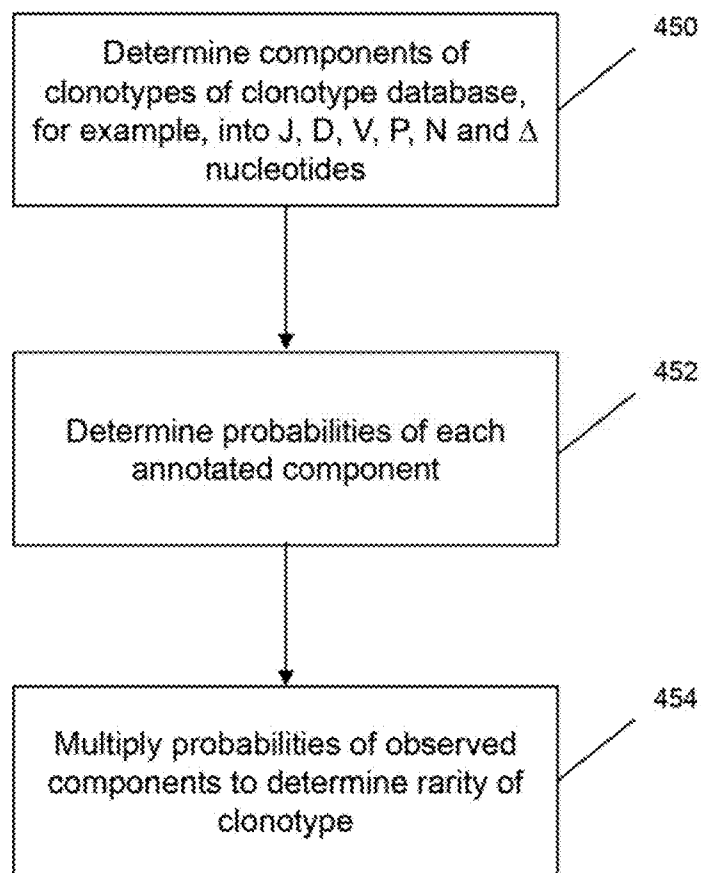 Determine components of
clonotypes of clonotype database,
for example, into J, D, V, P, N and Δ
nucleotides
450
Determine probabilities of each
annotated component
452
Multiply probabilities of observed
components to determine rarity of
clonotype
454